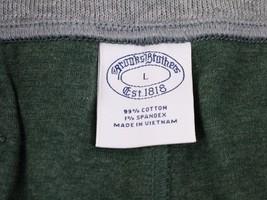 Brooks Brothers
L
Est. 1818
99% COTTON
1% SPANDEX
MADE IN VIETNAM